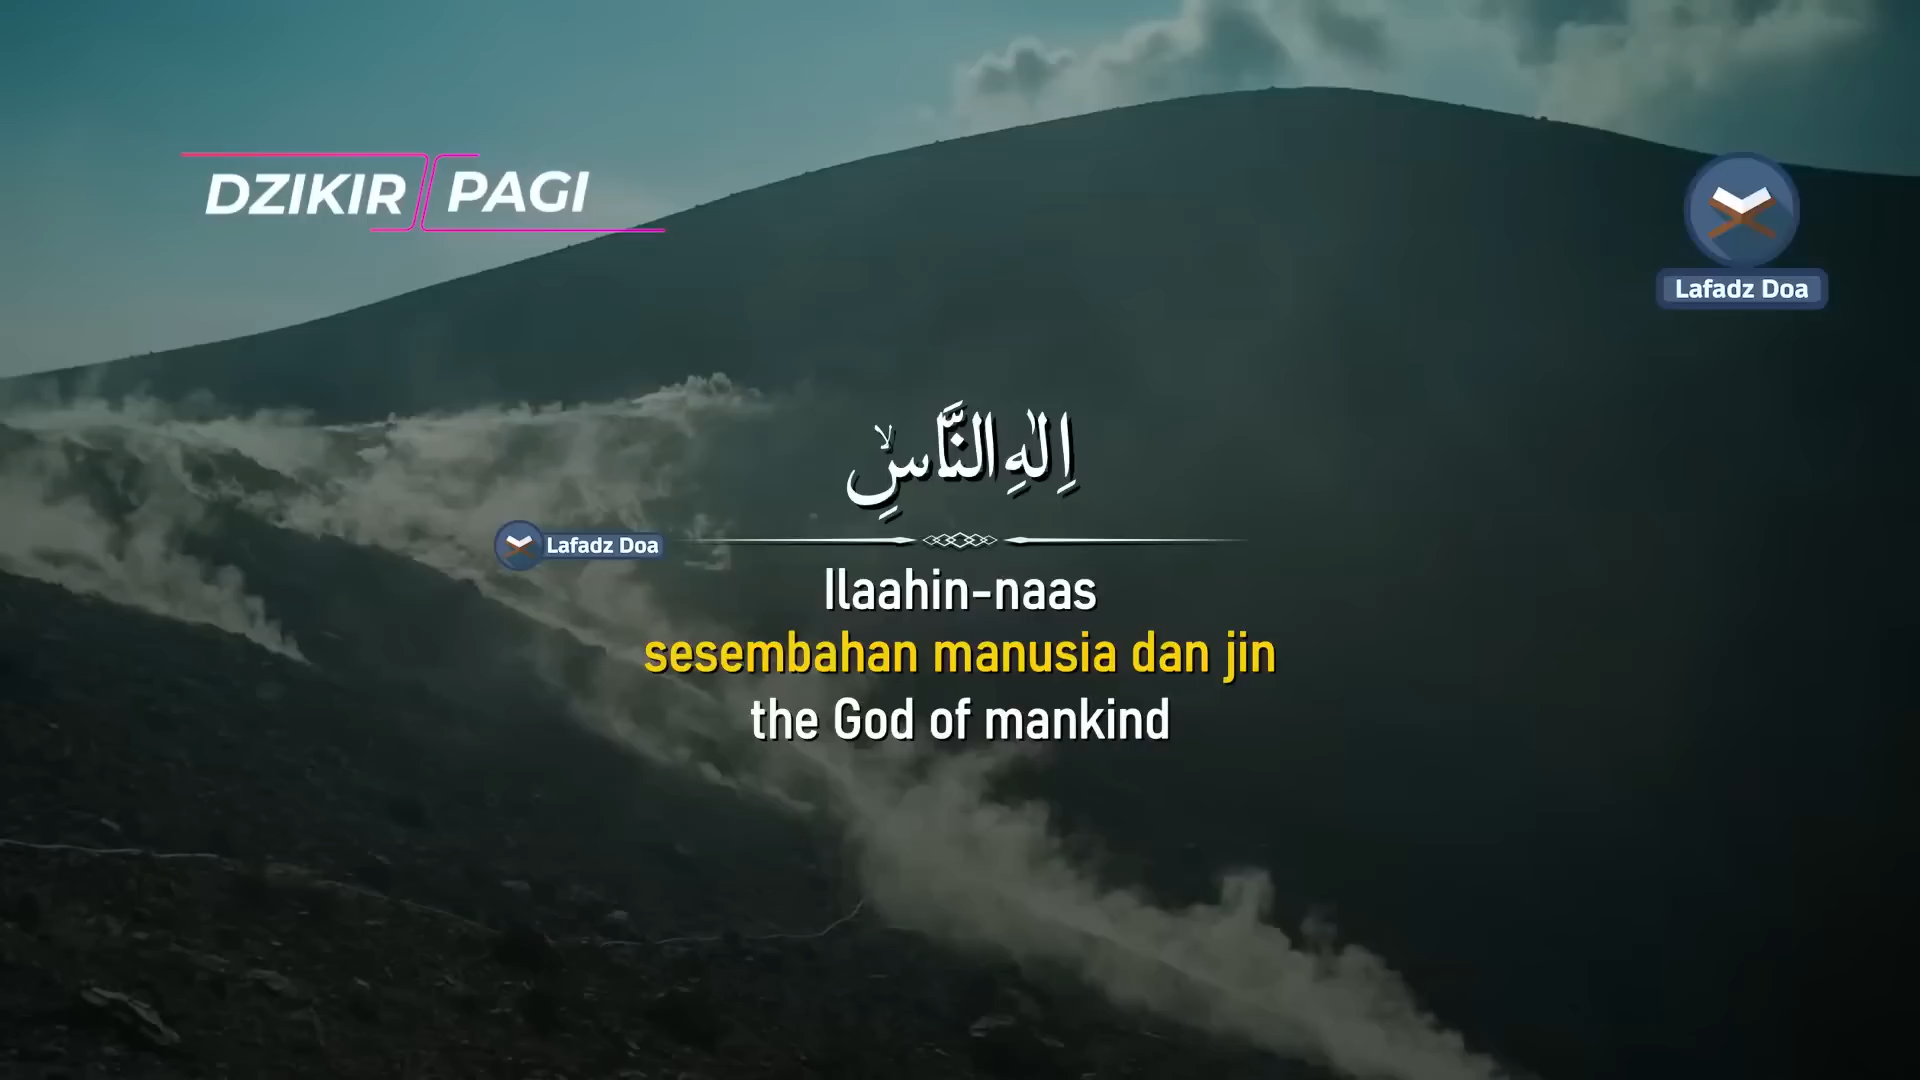 DZIKIR PAGI
Lafadz Doa
اِلٰهِ النَّاسِۙ
Lafadz Doa
Ilaahin-naas
sesembahan manusia dan jin
the God of mankind